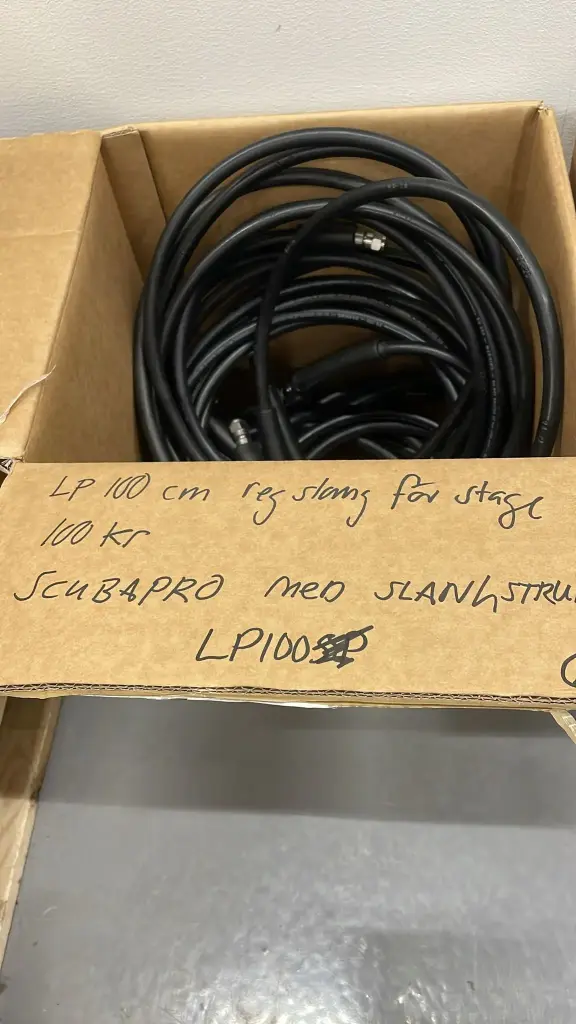 LP 100 cm reg slang för stage
100 kr
SCUBAPRO MED SLANGSTRU
LP100